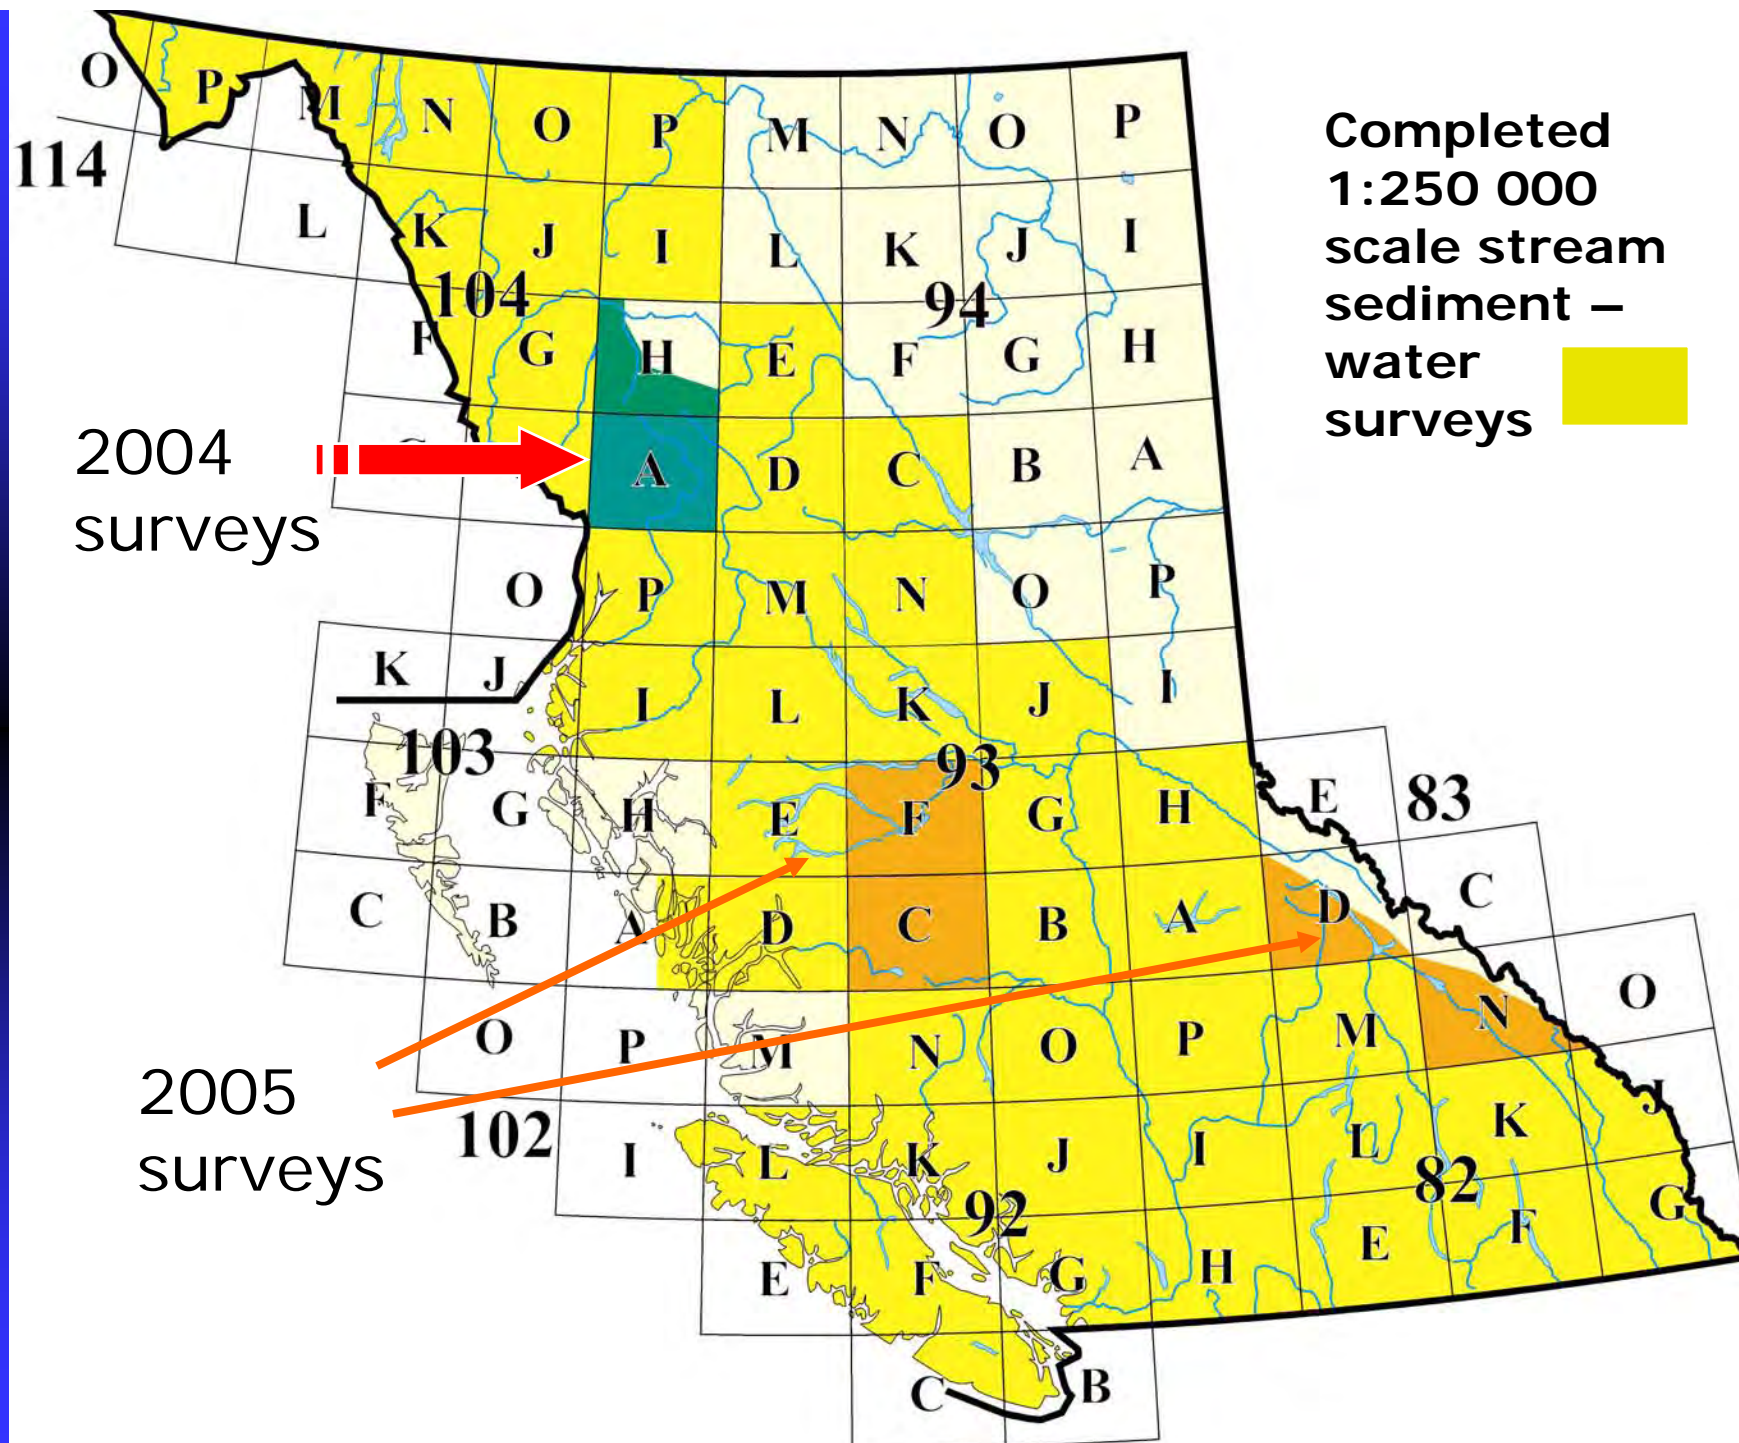 Completed
1:250 000
scale stream
sediment –
water
surveys
O P M N O P M N O P
114
L K J I L K J I
104 94
F G H E F G H
2004
surveys
A D C B A
O P M N O P
K J I L K J I
103 93
F G H E F G H E 83
C B A D C B A D C
2005
surveys
O P M N O P M N O
102
I L K J I L K J
92 82
E F G H E F G
C B